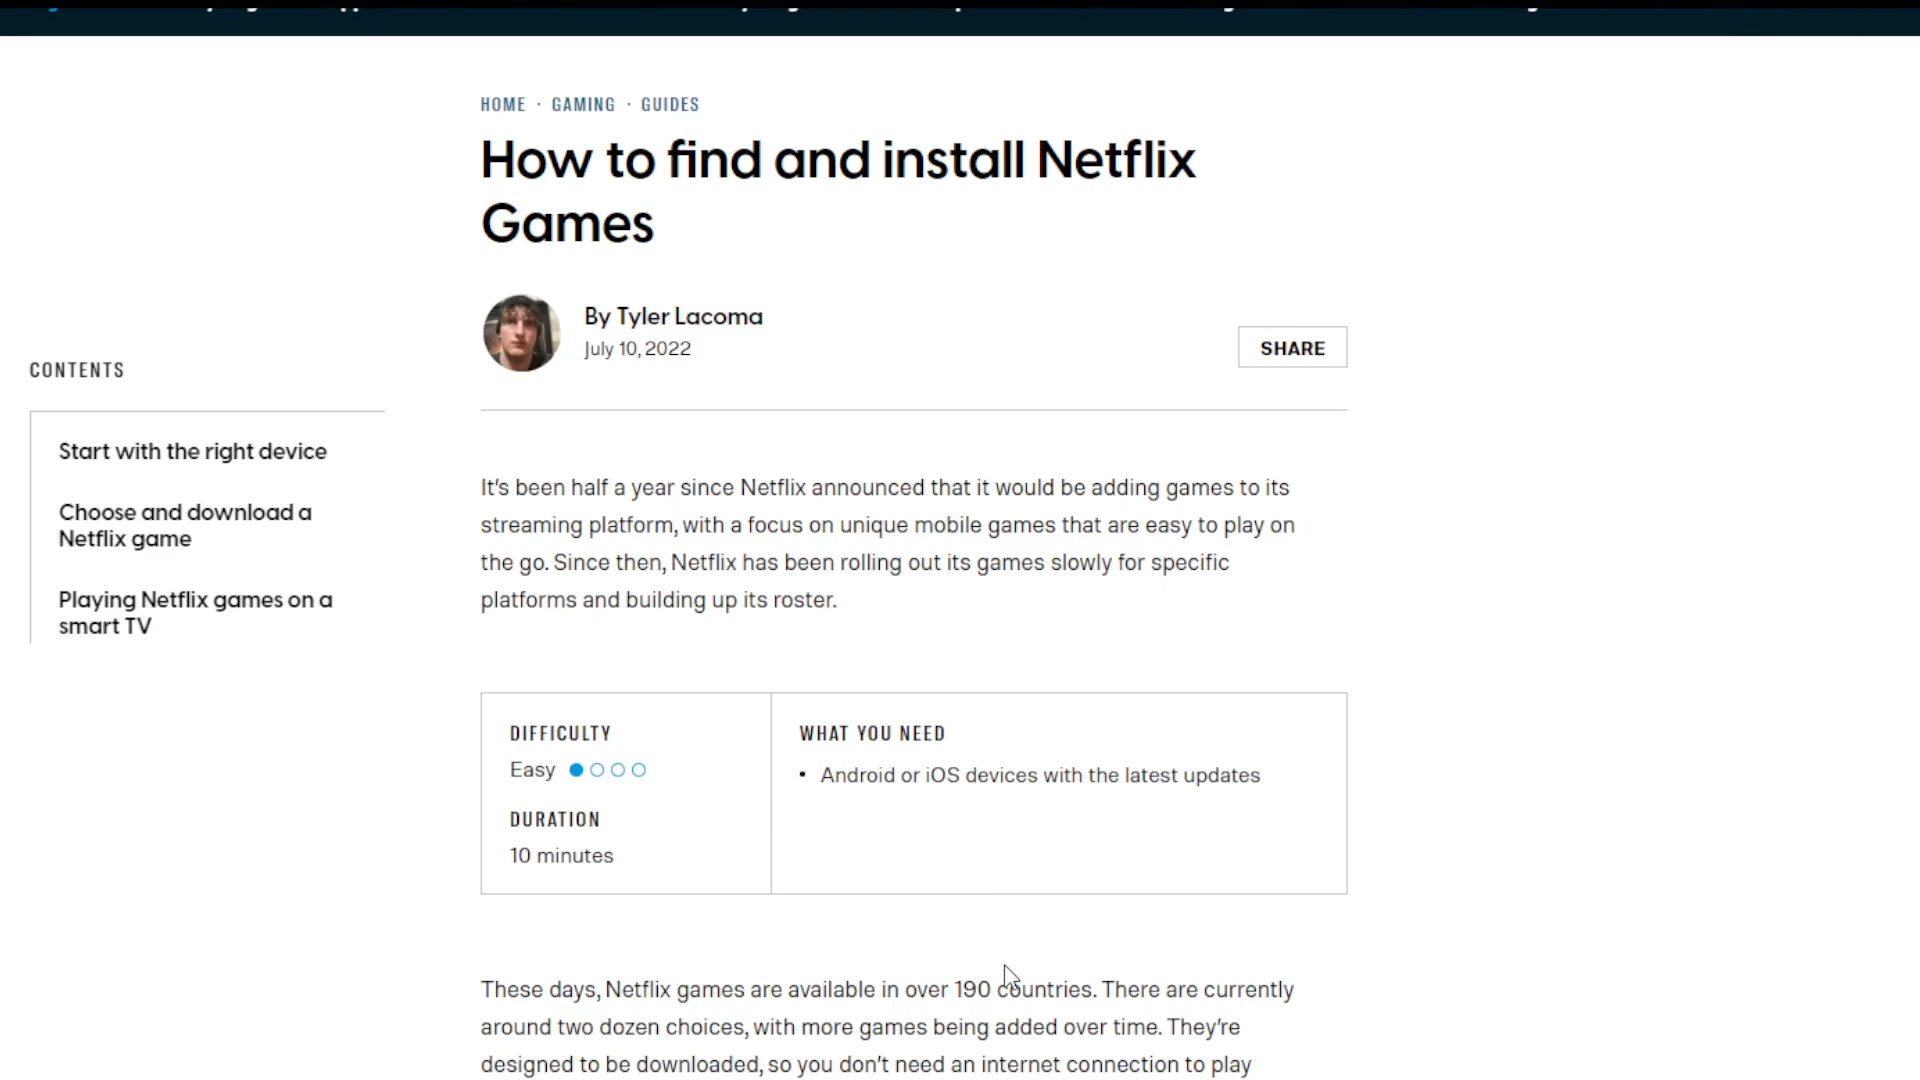 HOME · GAMING · GUIDES
How to find and install Netflix
Games
By Tyler Lacoma
July 10, 2022
SHARE
CONTENTS
Start with the right device
Choose and download a
Netflix game
Playing Netflix games on a
smart TV
It's been half a year since Netflix announced that it would be adding games to its
streaming platform, with a focus on unique mobile games that are easy to play on
the go. Since then, Netflix has been rolling out its games slowly for specific
platforms and building up its roster.
DIFFICULTY
Easy
DURATION
10 minutes
WHAT YOU NEED
• Android or iOS devices with the latest updates
These days, Netflix games are available in over 190 countries. There are currently
around two dozen choices, with more games being added over time. They're
designed to be downloaded, so you don't need an internet connection to play